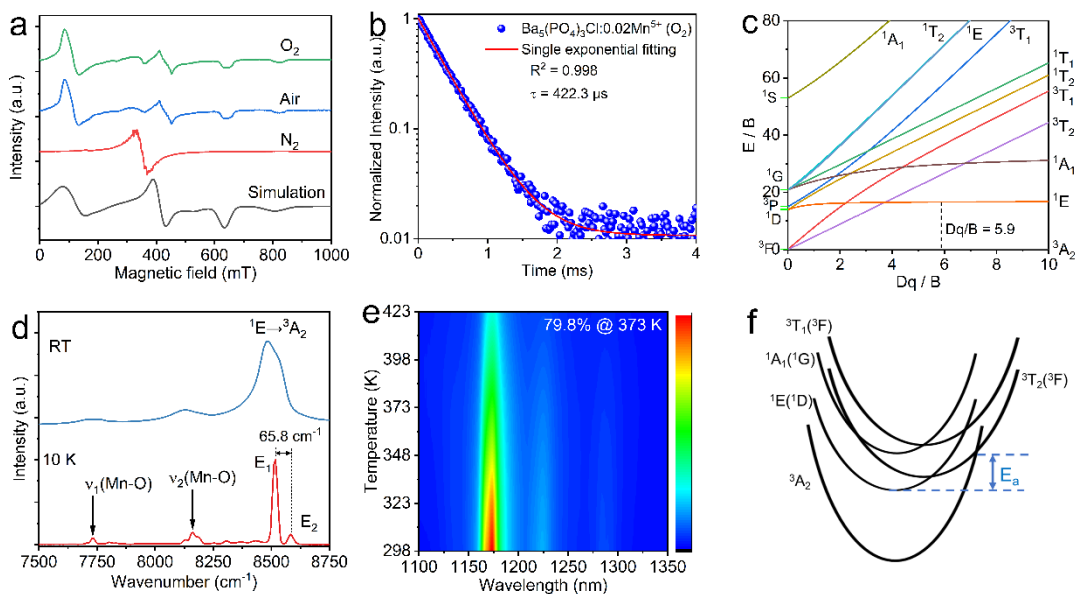 a
O₂
Air
N₂
Simulation
Intensity (a.u.)
0 200 400 600 800 1000
Magnetic field (mT)
b
Ba₅(PO₄)₃Cl:0.02Mn⁵⁺ (O₂)
Single exponential fitting
R² = 0.998
τ = 422.3 μs
Normalized Intensity (a.u.)
1
0.1
0.01
0 1 2 3 4
Time (ms)
c
¹A₁
¹T₂
¹E
³T₁
¹T₁
¹T₂
³T₁
³T₂
¹A₁
¹E
³A₂
E / B
80
60
40
20
0
¹S
¹G
³P
¹D
³F
Dq/B = 5.9
0 2 4 6 8 10
Dq / B
d
RT
¹E→³A₂
10 K
65.8 cm⁻¹
E₁
E₂
ν₁(Mn-O)
ν₂(Mn-O)
Intensity (a.u.)
7500 7750 8000 8250 8500 8750
Wavenumber (cm⁻¹)
e
79.8% @ 373 K
Temperature (K)
423
398
373
348
323
298
1100 1150 1200 1250 1300 1350
Wavelength (nm)
f
³T₁(³F)
¹A₁(¹G)
¹E(¹D)
³A₂
³T₂(³F)
Eₐ